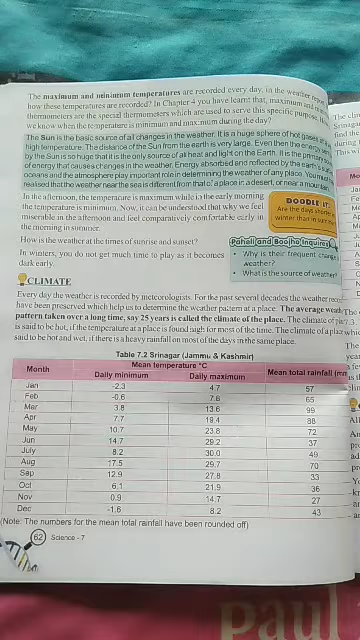 The maximum and minimum temperatures are recorded every day, in the weather report
how these temperatures are recorded? In Chapter 4 you have learnt that, maximum and
thermometers are the special thermometers which are used to serve this specific purpose.
we know when the temperature is minimum and maximum during the day?
The Sun is the basic source of all changes in the weather. It is a huge sphere of hot gases at
high temperature. The distance of the Sun from the earth is very large. Even then the energy
by the Sun is so huge that it is the only source of heat and light on the Earth. It is the primary
of energy that causes changes in the weather. Energy absorbed and reflected by the earth's
oceans and the atmosphere play important role in determining the weather of any place. You must
realised that the weather near the sea is different from that of a place in a desert, or near a mountain.
In the afternoon, the temperature is maximum while in the early morning
the temperature is minimum. Now, it can be understood that why we feel
miserable in the afternoon and feel comparatively comfortable early in
the morning in summer.
DOODLE IT:
Are the days shorter in
winter than in summer
How is the weather at the times of sunrise and sunset?
In winters, you do not get much time to play as it becomes
dark early.
Paheli and Boojho Inquires
• Why is their frequent change
weather?
• What is the source of weather?
CLIMATE
Every day the weather is recorded by meteorologists. For the past several decades the weather
have been preserved which help us to determine the weather pattern at a place. The average weather
pattern taken over a long time, say 25 years is called the climate of the place. The climate of
is said to be hot, if the temperature at a place is found high for most of the time. The climate of a place
said to be hot and wet, if there is a heavy rainfall on most of the days in the same place.
Table 7.2 Srinagar (Jammu & Kashmir)
Month Mean temperature °C Mean total rainfall (mm
Daily minimum Daily maximum
Jan -2.3 4.7 57
Feb -0.6 7.8 65
Mar 3.8 13.6 99
Apr 7.7 19.4 88
May 10.7 23.8 72
Jun 14.7 29.2 37
July 8.2 30.0 49
Aug 17.5 29.7 70
Sep 12.9 27.8 33
Oct 6.1 21.9 36
Nov 0.9 14.7 27
Dec -1.6 8.2 43
(Note: The numbers for the mean total rainfall have been rounded off)
62 Science - 7
paul